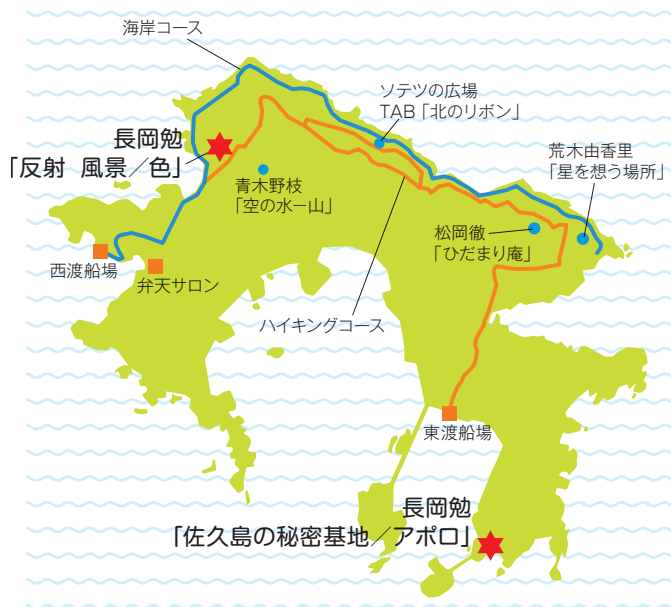 海岸コース
ソテツの広場
TAB「北のリボン」
長岡勉
「反射 風景／色」
荒木由香里
「星を想う場所」
青木野枝
「空の水ー山」
松岡徹
「ひだまり庵」
西渡船場
弁天サロン
ハイキングコース
東渡船場
長岡勉
「佐久島の秘密基地／アポロ」